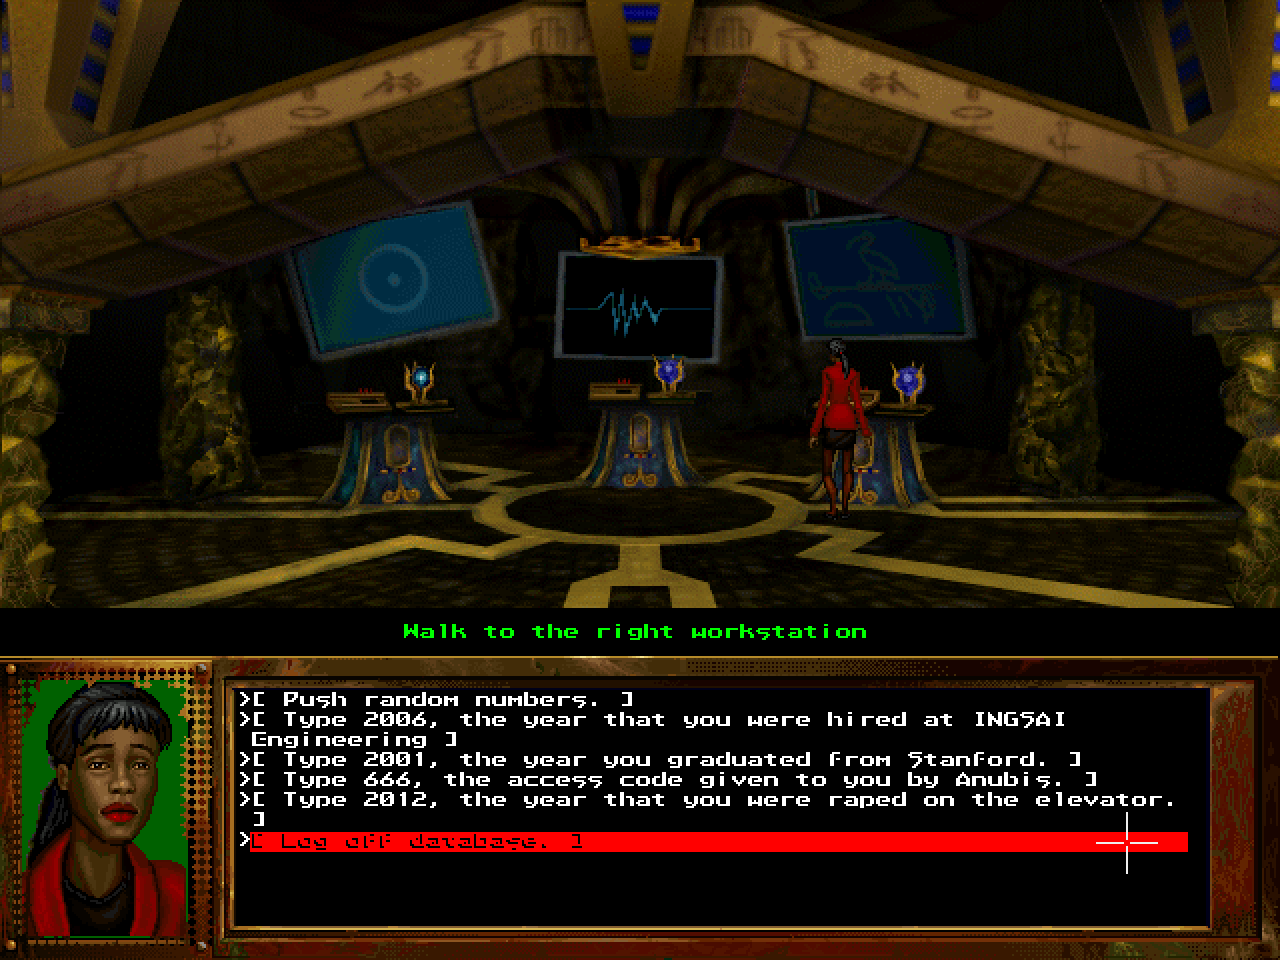 Walk to the right workstation
>[ Push random numbers. ]
>[ Type 2006, the year that you were hired at INGSAI
Engineering ]
>[ Type 2001, the year you graduated from Stanford. ]
>[ Type 666, the access code given to you by Anubis. ]
>[ Type 2012, the year that you were raped on the elevator.
]
>[ Log off database. ]